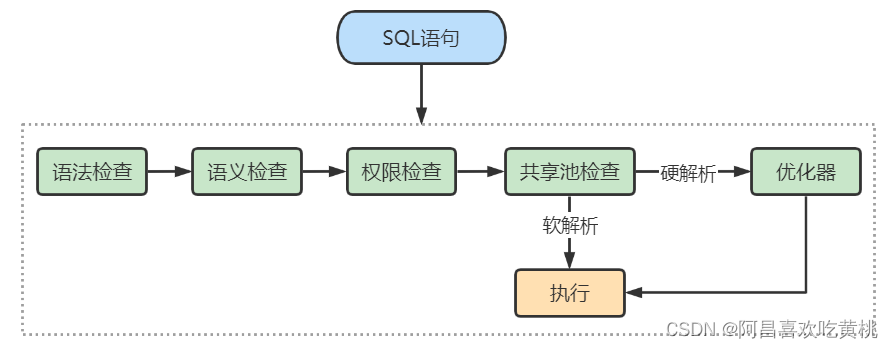 SQL语句
语法检查
语义检查
权限检查
共享池检查
硬解析
优化器
软解析
执行
CSDN @阿昌喜欢吃黄桃